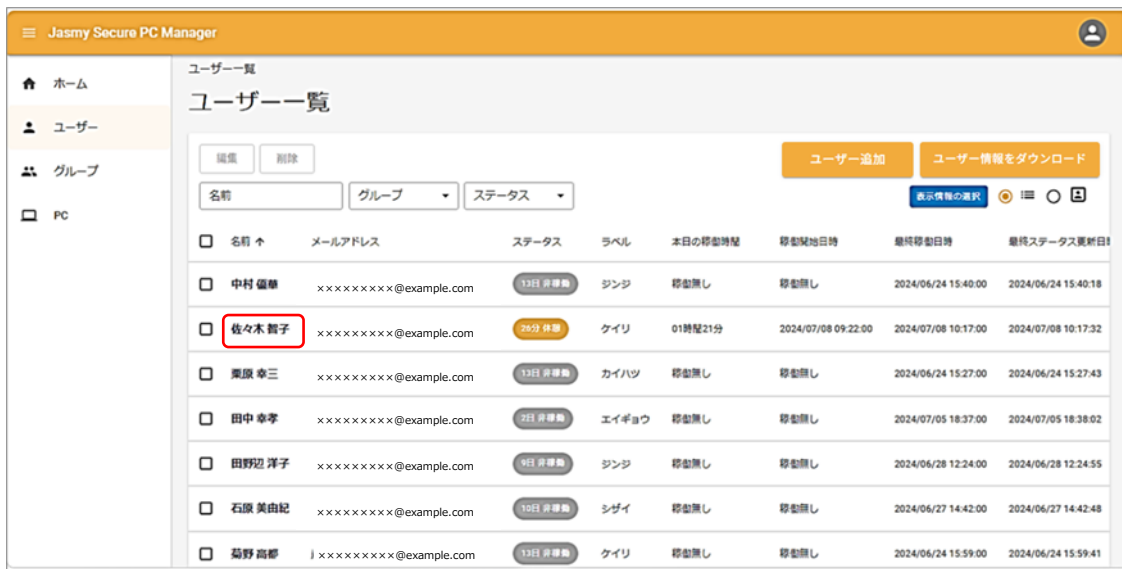 Jasmy Secure PC Manager
ホーム
ユーザー
グループ
PC
ユーザー一覧
ユーザー一覧
編集 削除 ユーザー追加 ユーザー情報をダウンロード
名前 グループ ステータス 表示情報の選択
名前 メールアドレス ステータス ラベル 本日の稼働時間 稼働開始日時 最終稼働日時 最終ステータス更新日時
中村 優華 ×××××××××@example.com 13日 非稼働 ジンジ 稼働無し 稼働無し 2024/06/24 15:40:00 2024/06/24 15:40:18
佐々木 智子 ×××××××××@example.com 26分 休憩 ケイリ 01時間21分 2024/07/08 09:22:00 2024/07/08 10:17:00 2024/07/08 10:17:32
栗原 幸三 ×××××××××@example.com 13日 非稼働 カイハツ 稼働無し 稼働無し 2024/06/24 15:27:00 2024/06/24 15:27:43
田中 幸孝 ×××××××××@example.com 2日 非稼働 エイギョウ 稼働無し 稼働無し 2024/07/05 18:37:00 2024/07/05 18:38:02
田野辺 洋子 ×××××××××@example.com 9日 非稼働 ジンジ 稼働無し 稼働無し 2024/06/28 12:24:00 2024/06/28 12:24:55
石原 美由紀 ×××××××××@example.com 10日 非稼働 シザイ 稼働無し 稼働無し 2024/06/27 14:42:00 2024/06/27 14:42:48
菊野 高都 ×××××××××@example.com 13日 非稼働 ケイリ 稼働無し 稼働無し 2024/06/24 15:59:00 2024/06/24 15:59:41